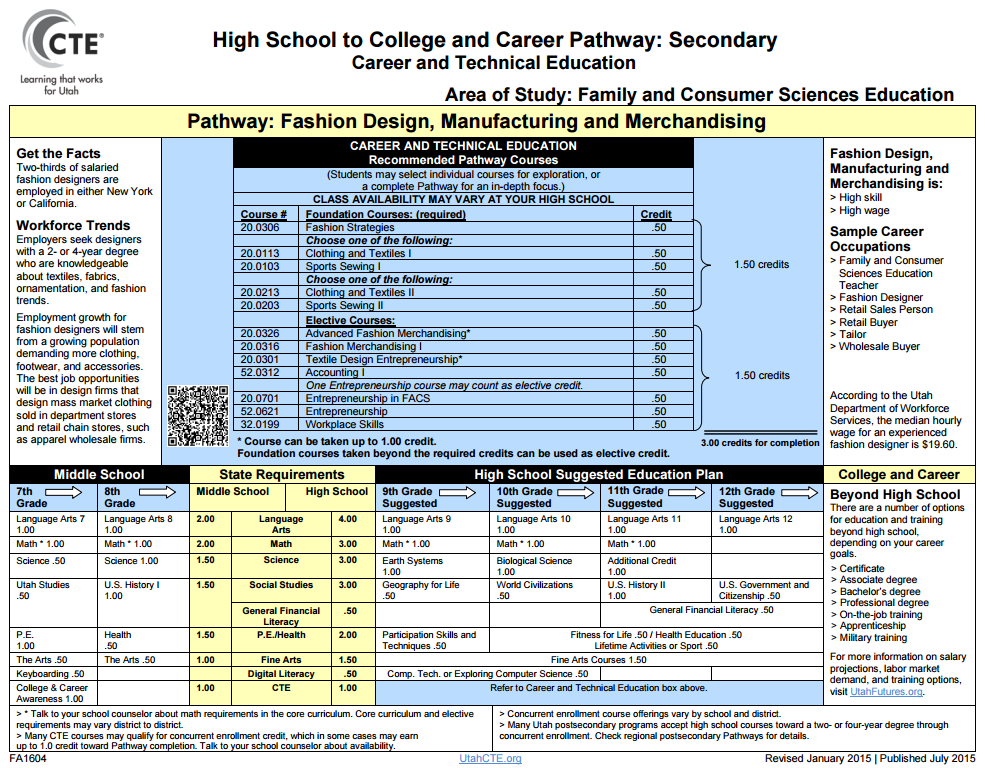 CTE®
Learning that works
for Utah
High School to College and Career Pathway: Secondary
Career and Technical Education
Area of Study: Family and Consumer Sciences Education
Pathway: Fashion Design, Manufacturing and Merchandising
Get the Facts
Two-thirds of salaried
fashion designers are
employed in either New York
or California.
Workforce Trends
Employers seek designers
with a 2- or 4-year degree
who are knowledgeable
about textiles, fabrics,
ornamentation, and fashion
trends.
Employment growth for
fashion designers will stem
from a growing population
demanding more clothing,
footwear, and accessories.
The best job opportunities
will be in design firms that
design mass market clothing
sold in department stores
and retail chain stores, such
as apparel wholesale firms.
CAREER AND TECHNICAL EDUCATION
Recommended Pathway Courses
(Students may select individual courses for exploration, or
a complete Pathway for an in-depth focus.)
CLASS AVAILABILITY MAY VARY AT YOUR HIGH SCHOOL
Course # Foundation Courses: (required) Credit
20.0306 Fashion Strategies .50
Choose one of the following:
20.0113 Clothing and Textiles I .50
20.0103 Sports Sewing I .50
Choose one of the following:
20.0213 Clothing and Textiles II .50
20.0203 Sports Sewing II .50
1.50 credits
Elective Courses:
20.0326 Advanced Fashion Merchandising* .50
20.0316 Fashion Merchandising I .50
20.0301 Textile Design Entrepreneurship* .50
52.0312 Accounting I .50
One Entrepreneurship course may count as elective credit.
20.0701 Entrepreneurship in FACS .50
52.0621 Entrepreneurship .50
32.0199 Workplace Skills .50
1.50 credits
* Course can be taken up to 1.00 credit.
Foundation courses taken beyond the required credits can be used as elective credit.
3.00 credits for completion
Fashion Design,
Manufacturing and
Merchandising is:
> High skill
> High wage
Sample Career
Occupations
> Family and Consumer
Sciences Education
Teacher
> Fashion Designer
> Retail Sales Person
> Retail Buyer
> Tailor
> Wholesale Buyer
According to the Utah
Department of Workforce
Services, the median hourly
wage for an experienced
fashion designer is $19.60.
Middle School State Requirements High School Suggested Education Plan College and Career
7th Grade 8th Grade Middle School High School 9th Grade Suggested 10th Grade Suggested 11th Grade Suggested 12th Grade Suggested
Language Arts 7 1.00 Language Arts 8 1.00 2.00 Language Arts 4.00 Language Arts 9 1.00 Language Arts 10 1.00 Language Arts 11 1.00 Language Arts 12 1.00
Math * 1.00 Math * 1.00 2.00 Math 3.00 Math * 1.00 Math * 1.00 Math * 1.00
Science .50 Science 1.00 1.50 Science 3.00 Earth Systems 1.00 Biological Science 1.00 Additional Credit 1.00
Utah Studies .50 U.S. History I 1.00 1.50 Social Studies 3.00 Geography for Life .50 World Civilizations .50 U.S. History II 1.00 U.S. Government and Citizenship .50
General Financial Literacy .50 General Financial Literacy .50
P.E. 1.00 Health .50 1.50 P.E./Health 2.00 Participation Skills and Techniques .50 Fitness for Life .50 / Health Education .50
Lifetime Activities or Sport .50
The Arts .50 The Arts .50 1.00 Fine Arts 1.50 Fine Arts Courses 1.50
Keyboarding .50 Digital Literacy .50 Comp. Tech. or Exploring Computer Science .50
College & Career Awareness 1.00 1.00 CTE 1.00 Refer to Career and Technical Education box above.
Beyond High School
There are a number of options
for education and training
beyond high school,
depending on your career
goals.
> Certificate
> Associate degree
> Bachelor's degree
> Professional degree
> On-the-job training
> Apprenticeship
> Military training
For more information on salary
projections, labor market
demand, and training options,
visit UtahFutures.org.
> * Talk to your school counselor about math requirements in the core curriculum. Core curriculum and elective
requirements may vary district to district.
> Many CTE courses may qualify for concurrent enrollment credit, which in some cases may earn
up to 1.0 credit toward Pathway completion. Talk to your school counselor about availability.
> Concurrent enrollment course offerings vary by school and district.
> Many Utah postsecondary programs accept high school courses toward a two- or four-year degree through
concurrent enrollment. Check regional postsecondary Pathways for details.
FA1604 UtahCTE.org Revised January 2015 | Published July 2015